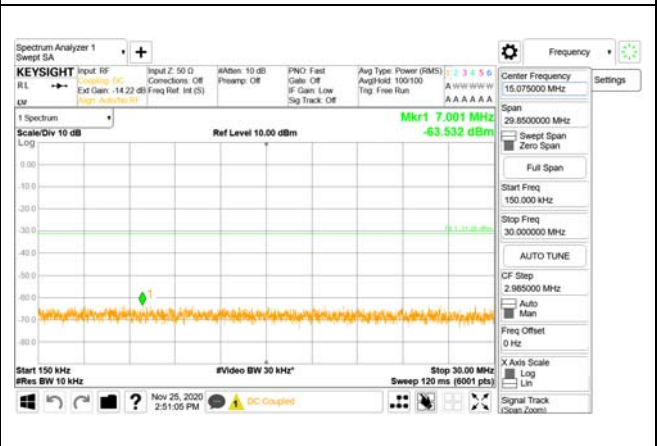 Spectrum Analyzer 1
Swept SA
+
Frequency
KEYSIGHT Input: RF
RL
Coupling: DC
Ext Gain: -14.22 dB
Align: Auto/No RF
Input Z: 50 Ω
Corrections: Off
Freq Ref: Int (S)
#Atten: 10 dB
Preamp: Off
PNO: Fast
Gate: Off
IF Gain: Low
Sig Track: Off
Avg Type: Power (RMS)
Avg|Hold: 100/100
Trig: Free Run
1 2 3 4 5 6
A W W W W W
A A A A A A
Center Frequency
15.075000 MHz
Settings
1 Spectrum
Scale/Div 10 dB
Log
Ref Level 10.00 dBm
Mkr1 7.001 MHz
-63.532 dBm
Span
29.8500000 MHz
Swept Span
Zero Span
Full Span
Start Freq
150.000 kHz
Stop Freq
30.000000 MHz
AUTO TUNE
CF Step
2.985000 MHz
Auto
Man
Freq Offset
0 Hz
X Axis Scale
Log
Lin
Signal Track
(Span Zoom)
0.00
-10.0
-20.0
-30.0
-40.0
-50.0
-60.0
-70.0
-80.0
1
Start 150 kHz
#Res BW 10 kHz
#Video BW 30 kHz*
Stop 30.00 MHz
Sweep 120 ms (6001 pts)
?
Nov 25, 2020
2:51:05 PM
DC Coupled